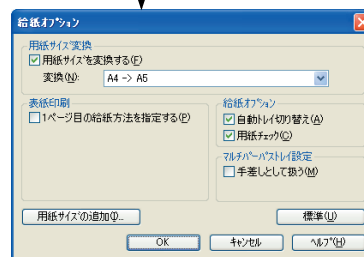 給紙オプション
用紙サイズ変換
用紙サイズを変換する(F)
変換(N): A4 -> A5
表紙印刷
1ページ目の給紙方法を指定する(P)
給紙オプション
自動トレイ切り替え(A)
用紙チェック(C)
マルチパーパストレイ設定
手差しとして扱う(M)
用紙サイズの追加(I)...
標準(U)
OK キャンセル ヘルプ(H)